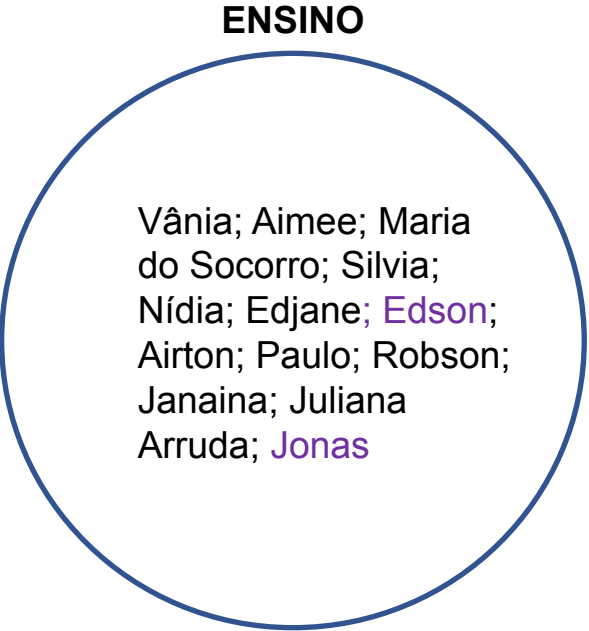 ENSINO
Vânia; Aimee; Maria
do Socorro; Silvia;
Nídia; Edjane; Edson;
Airton; Paulo; Robson;
Janaina; Juliana
Arruda; Jonas